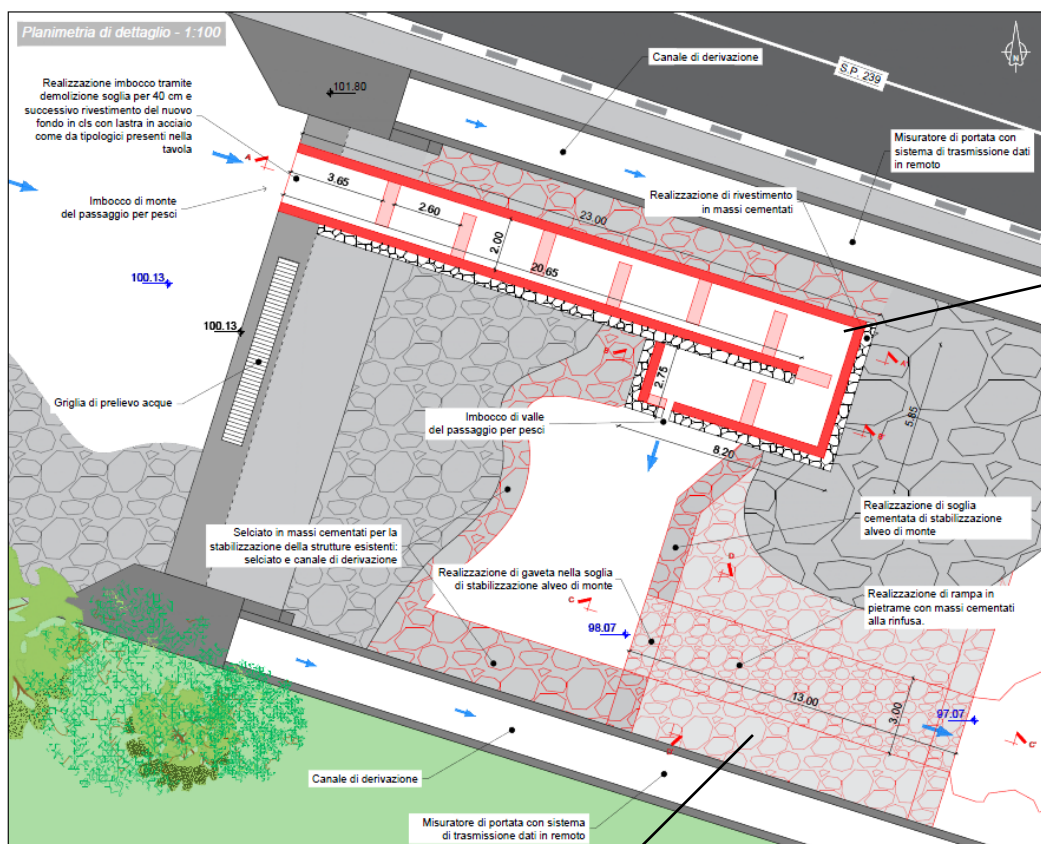 Planimetria di dettaglio - 1:100
N
S.P. 239
Canale di derivazione
101.80
Realizzazione imbocco tramite
demolizione soglia per 40 cm e
successivo rivestimento del nuovo
fondo in cls con lastra in acciaio
come da tipologici presenti nella
tavola
Misuratore di portata con
sistema di trasmissione dati
in remoto
A
Imbocco di monte
del passaggio per pesci
Realizzazione di rivestimento
in massi cementati
3.65
2.60
2.00
23.00
20.65
100.13
100.13
Griglia di prelievo acque
B
A'
2.75
5.85
Imbocco di valle
del passaggio per pesci
8.20
Selciato in massi cementati per la
stabilizzazione della strutture esistenti:
selciato e canale di derivazione
Realizzazione di soglia
cementata di stabilizzazione
alveo di monte
Realizzazione di gaveta nella soglia
di stabilizzazione alveo di monte
D
Realizzazione di rampa in
pietrame con massi cementati
alla rinfusa.
C
98.07
13.00
3.00
97.07
C'
Canale di derivazione
Misuratore di portata con sistema
di trasmissione dati in remoto